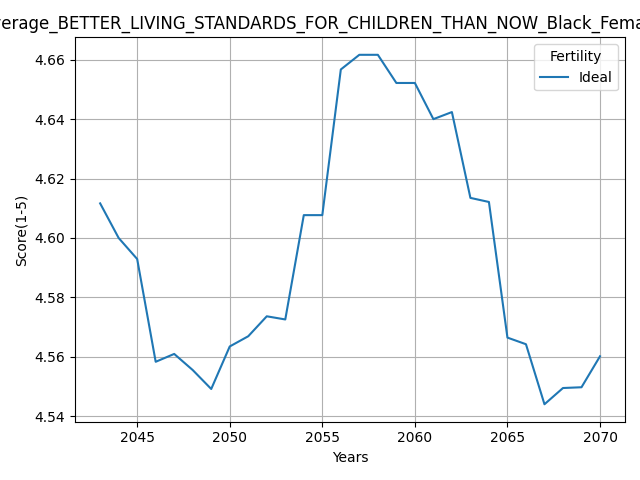 verage_BETTER_LIVING_STANDARDS_FOR_CHILDREN_THAN_NOW_Black_Fema
Fertility
Ideal
Score(1-5)
4.66
4.64
4.62
4.60
4.58
4.56
4.54
2045 2050 2055 2060 2065 2070
Years